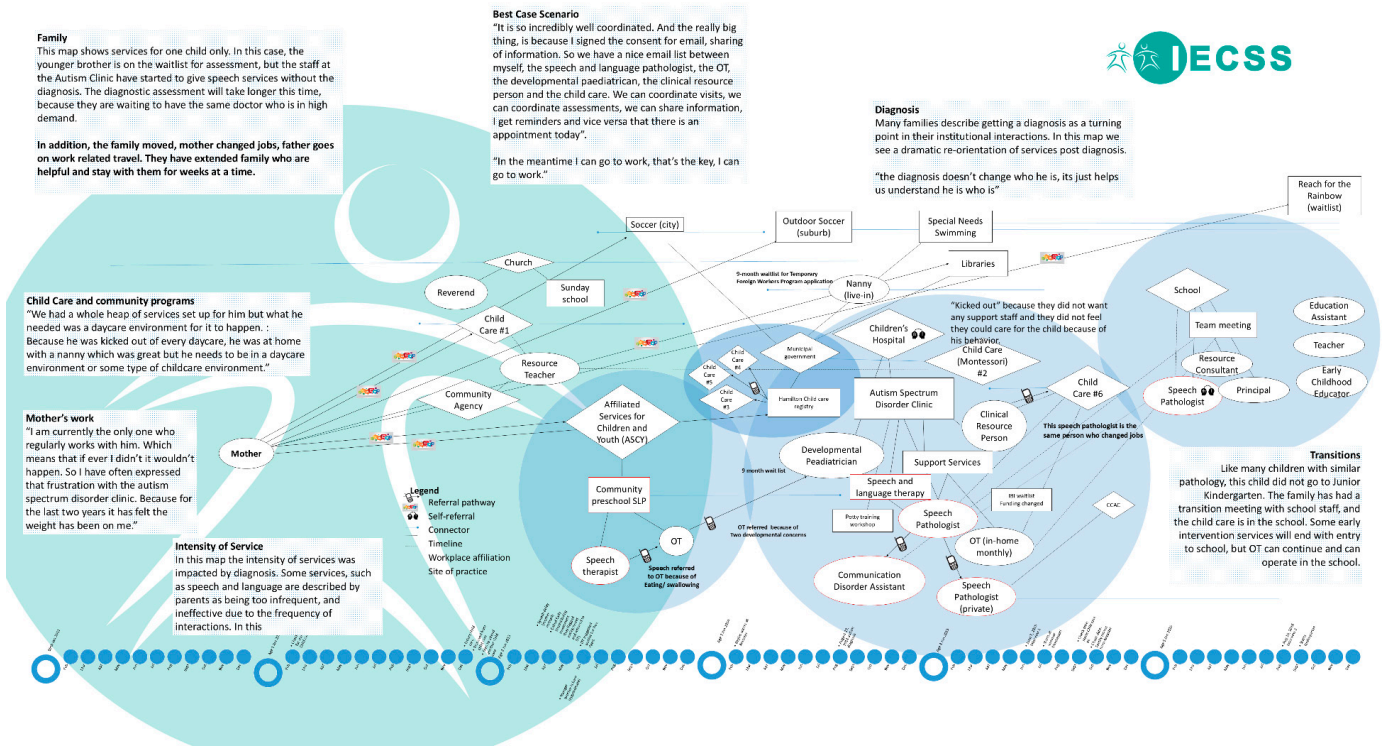 Family
This map shows services for one child only. In this case, the
younger brother is on the waitlist for assessment, but the staff at
the Autism Clinic have started to give speech services without the
diagnosis. The diagnostic assessment will take longer this time,
because they are waiting to have the same doctor who is in high
demand.
In addition, the family moved, mother changed jobs, father goes
on work related travel. They have extended family who are
helpful and stay with them for weeks at a time.
Best Case Scenario
“It is so incredibly well coordinated. And the really big
thing, is because I signed the consent for email, sharing
of information. So we have a nice email list between
myself, the speech and language pathologist, the OT,
the developmental paediatrican, the clinical resource
person and the child care. We can coordinate visits, we
can coordinate assessments, we can share information,
I get reminders and vice versa that there is an
appointment today”.
“In the meantime I can go to work, that’s the key, I can
go to work.”
IECSS
Diagnosis
Many families describe getting a diagnosis as a turning
point in their institutional interactions. In this map we
see a dramatic re-orientation of services post diagnosis.
“the diagnosis doesn’t change who he is, its just helps
us understand he is who is”
Reach for the
Rainbow
(waitlist)
Soccer (city)
Outdoor Soccer
(suburb)
Special Needs
Swimming
Libraries
Church
Reverend
Sunday
school
9-month waitlist for Temporary
Foreign Workers Program application
Nanny
(live-in)
Child Care and community programs
“We had a whole heap of services set up for him but what he
needed was a daycare environment for it to happen. :
Because he was kicked out of every daycare, he was at home
with a nanny which was great but he needs to be in a daycare
environment or some type of childcare environment.”
Child
Care #1
Resource
Teacher
Community
Agency
“Kicked out” because they did not want
any support staff and they did not feel
they could care for the child because of
his behavior.
Children’s
Hospital
Child Care
(Montessori)
#2
Municipal
government
Child
Care
#4
Child
Care
#5
Child
Care
#3
Hamilton Child care
registry
Autism Spectrum
Disorder Clinic
Clinical
Resource
Person
Child
Care #6
This speech pathologist is the
same person who changed jobs
School
Team meeting
Resource
Consultant
Speech
Pathologist
Principal
Education
Assistant
Teacher
Early
Childhood
Educator
Mother’s work
“I am currently the only one who
regularly works with him. Which
means that if ever I didn’t it wouldn’t
happen. So I have often expressed
that frustration with the autism
spectrum disorder clinic. Because for
the last two years it has felt the
weight has been on me.”
Mother
Affiliated
Services for
Children and
Youth (ASCY)
Community
preschool SLP
Speech
therapist
OT
Speech referred
to OT because of
Eating/ swallowing
9 month wait list
OT referred because of
Two developmental concerns
Developmental
Peadiatrician
Support Services
Speech and
language therapy
Potty training
workshop
Speech
Pathologist
IBI waitlist
Funding changed
OT (in-home
monthly)
CCAC
Communication
Disorder Assistant
Speech
Pathologist
(private)
Legend
Referral pathway
Self-referral
Connector
Timeline
Workplace affiliation
Site of practice
Transitions
Like many children with similar
pathology, this child did not go to Junior
Kindergarten. The family has had a
transition meeting with school staff, and
the child care is in the school. Some early
intervention services will end with entry
to school, but OT can continue and can
operate in the school.
Intensity of Service
In this map the intensity of services was
impacted by diagnosis. Some services, such
as speech and language are described by
parents as being too infrequent, and
ineffective due to the frequency of
interactions. In this